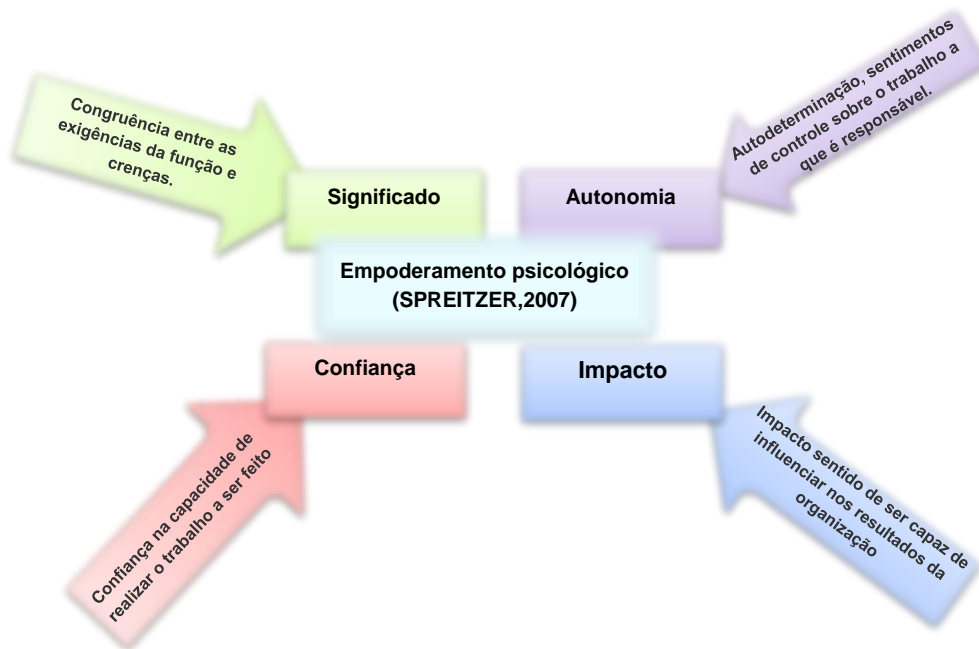 Congruência entre as
exigências da função e
crenças.
Autodeterminação, sentimentos
de controle sobre o trabalho a
que é responsável.
Significado
Autonomia
Empoderamento psicológico
(SPREITZER,2007)
Confiança
Impacto
Confiança na capacidade de
realizar o trabalho a ser feito
Impacto sentido de ser capaz de
influenciar nos resultados da
organização